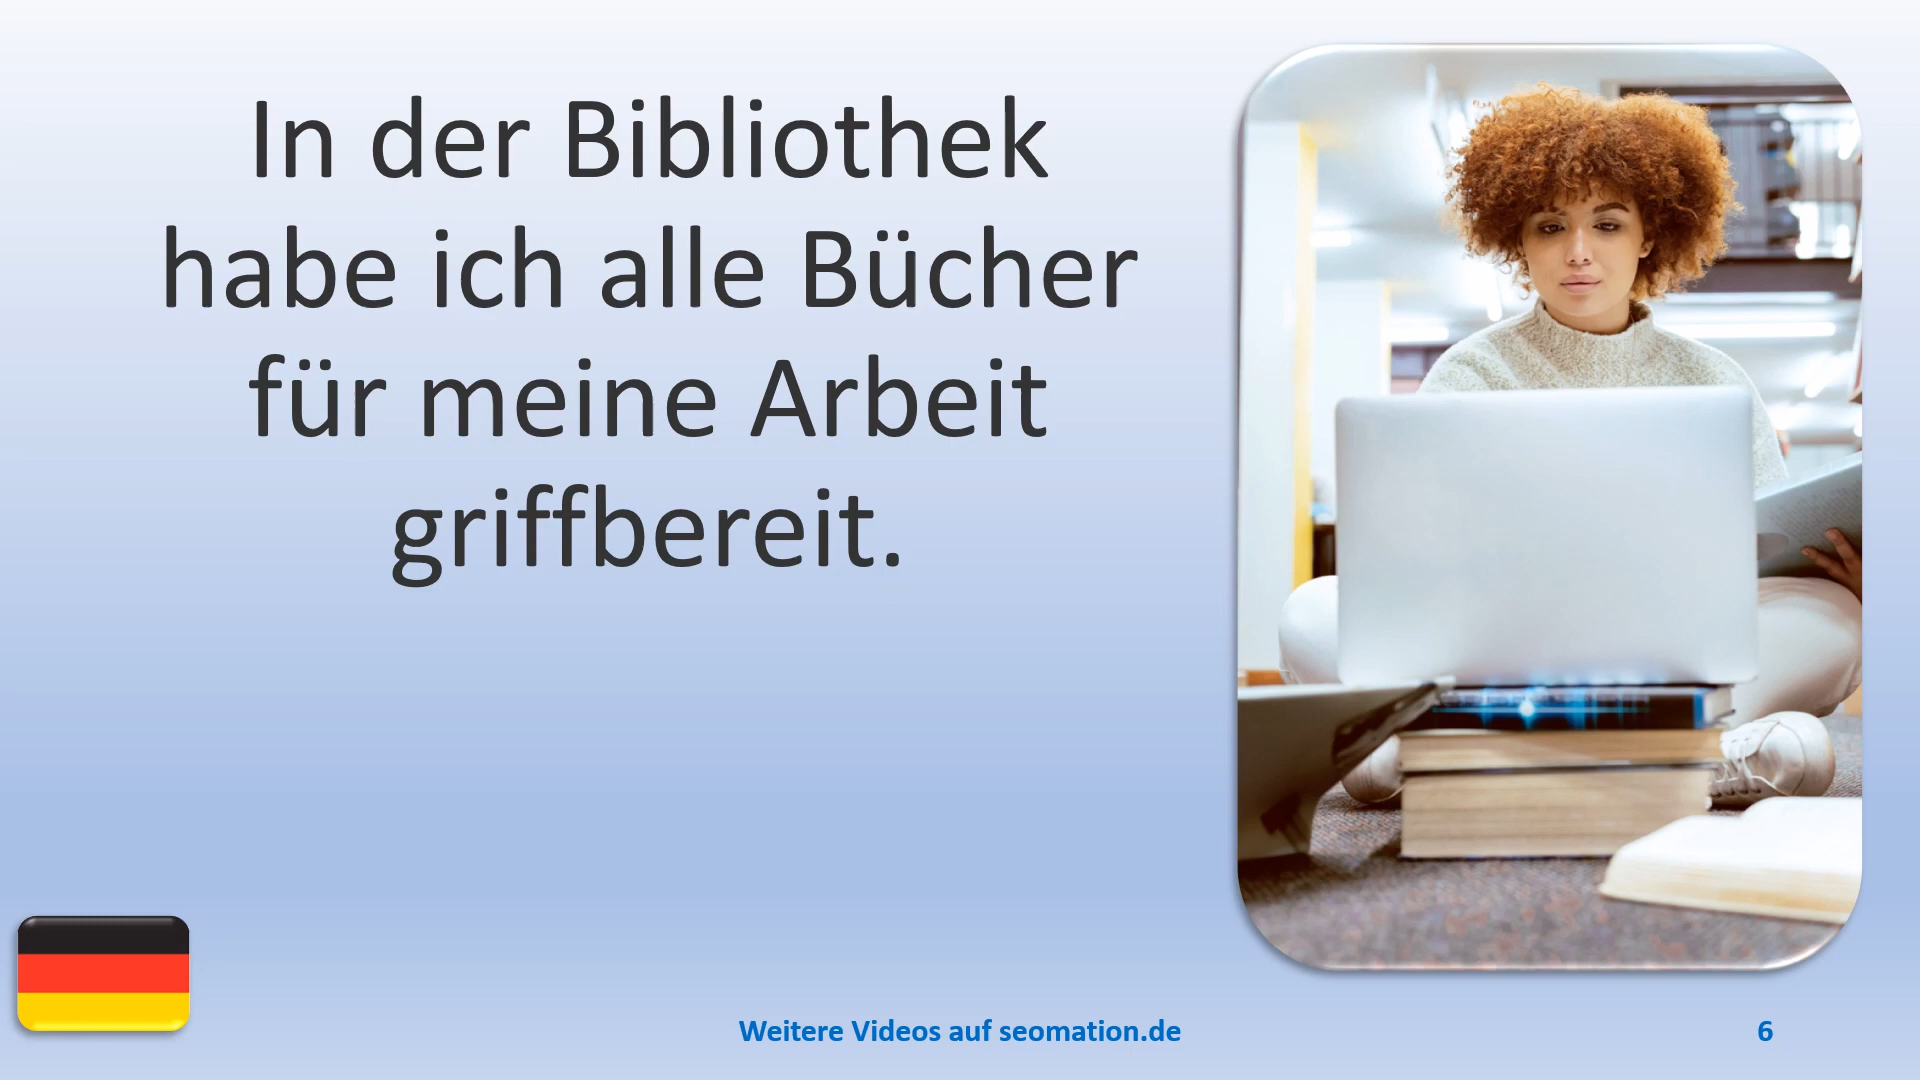 In der Bibliothek
habe ich alle Bücher
für meine Arbeit
griffbereit.
Weitere Videos auf seomation.de
6